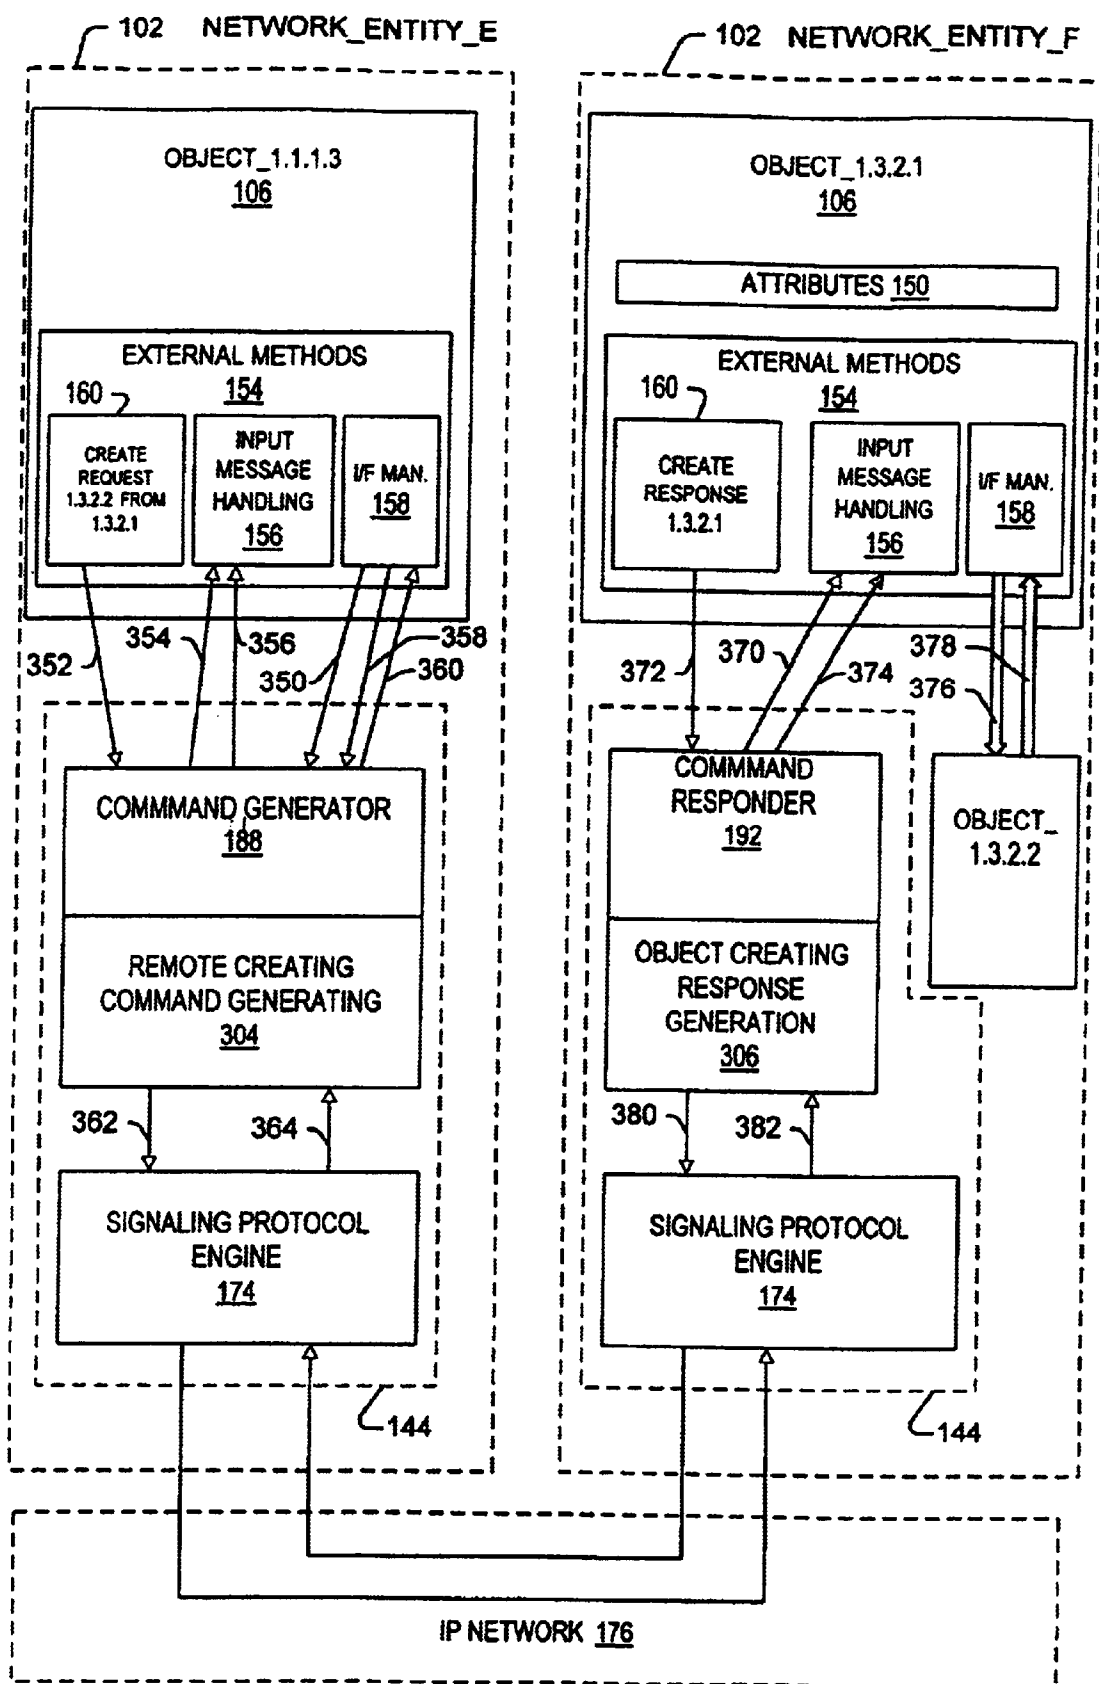 102 NETWORK_ENTITY_E
OBJECT_1.1.1.3
106
EXTERNAL METHODS
154
160
CREATE
REQUEST
1.3.2.2 FROM
1.3.2.1
INPUT
MESSAGE
HANDLING
156
I/F MAN.
158
352
354
356
350
358
360
COMMMAND GENERATOR
188
REMOTE CREATING
COMMAND GENERATING
304
362
364
SIGNALING PROTOCOL
ENGINE
174
144
102 NETWORK_ENTITY_F
OBJECT_1.3.2.1
106
ATTRIBUTES 150
EXTERNAL METHODS
154
160
CREATE
RESPONSE
1.3.2.1
INPUT
MESSAGE
HANDLING
156
I/F MAN.
158
372
370
374
376
378
COMMMAND
RESPONDER
192
OBJECT_
1.3.2.2
OBJECT CREATING
RESPONSE
GENERATION
306
380
382
SIGNALING PROTOCOL
ENGINE
174
144
IP NETWORK 176